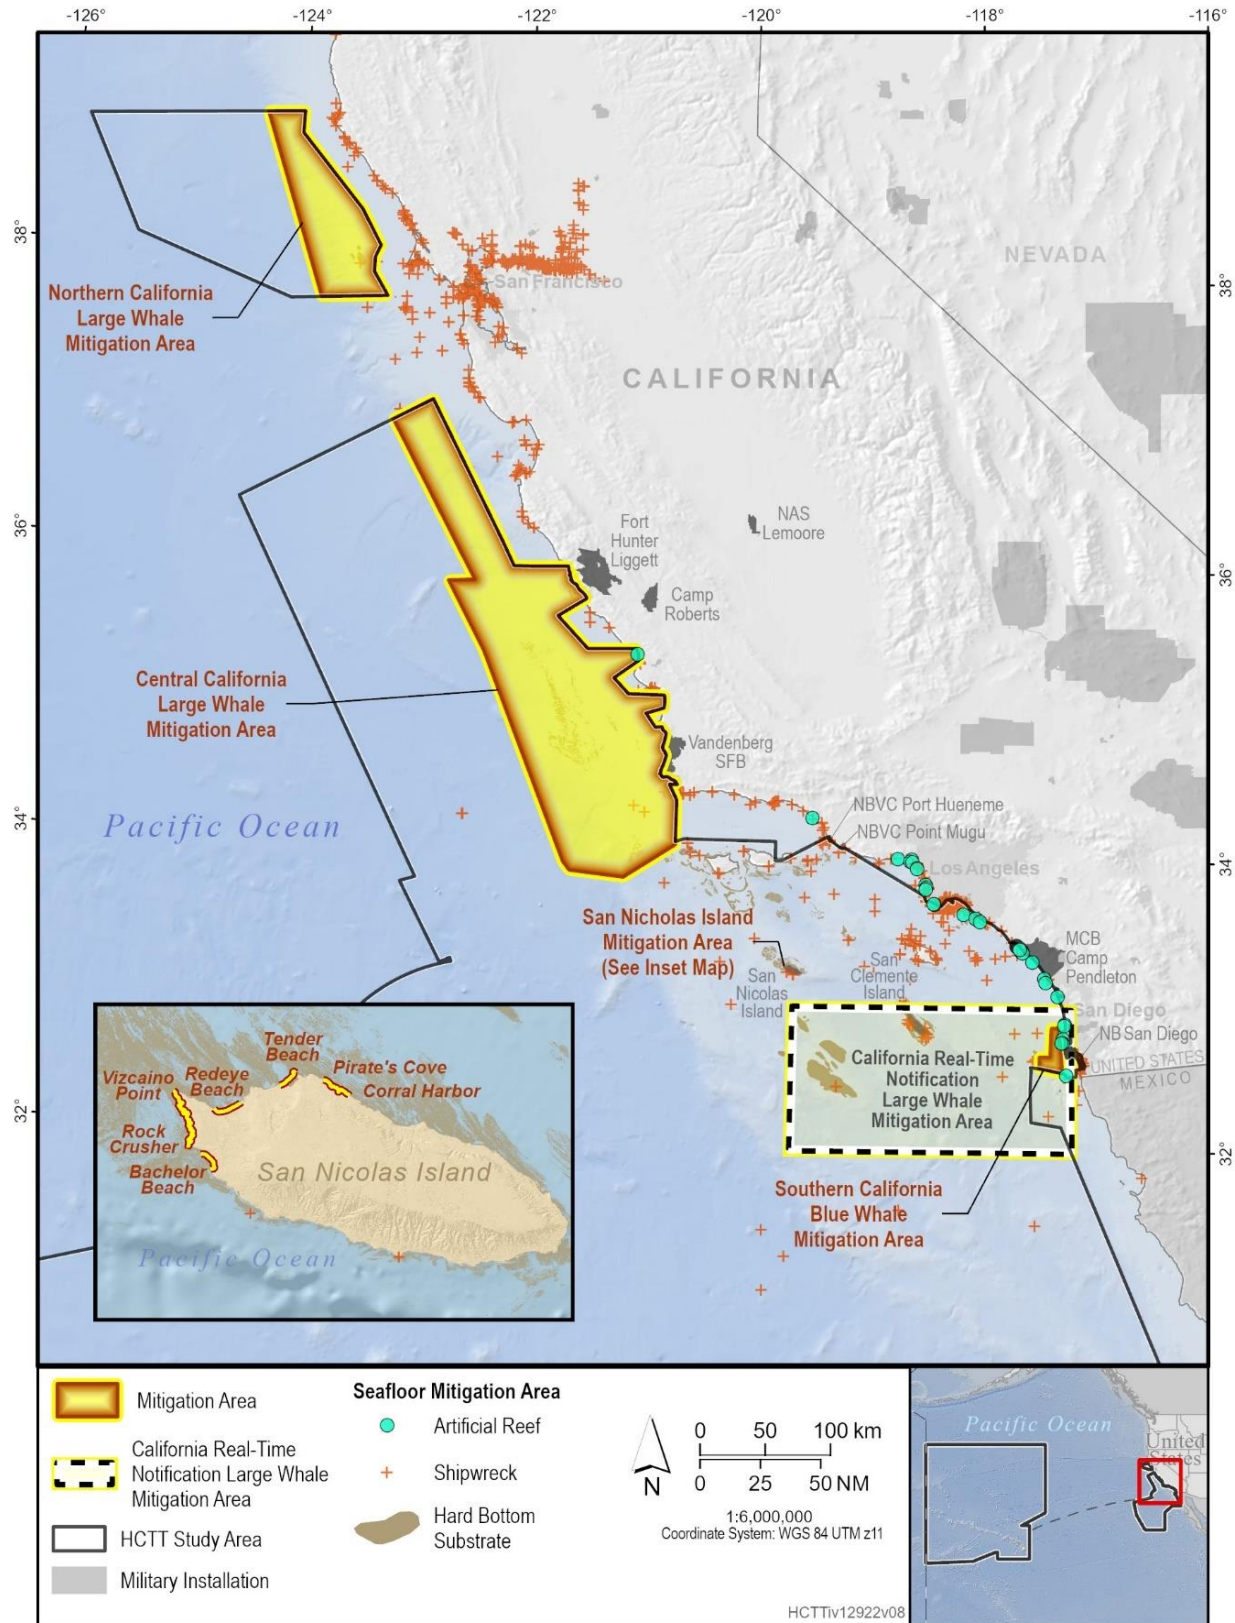 -126°
-124°
-122°
-120°
-118°
-116°
38°
36°
34°
32°
38°
36°
34°
32°
NEVADA
San Francisco
Northern California
Large Whale
Mitigation Area
CALIFORNIA
Fort
Hunter
Liggett
NAS
Lemoore
Camp
Roberts
Central California
Large Whale
Mitigation Area
Vandenberg
SFB
Pacific Ocean
NBVC Port Hueneme
NBVC Point Mugu
Los Angeles
San Nicholas Island
Mitigation Area
(See Inset Map)
San
Nicolas
Island
San
Clemente
Island
MCB
Camp
Pendleton
San Diego
NB San Diego
UNITED STATES
MEXICO
California Real-Time
Notification
Large Whale
Mitigation Area
Southern California
Blue Whale
Mitigation Area
Tender
Beach
Pirate's Cove
Corral Harbor
Redeye
Beach
Vizcaino
Point
Rock
Crusher
Bachelor
Beach
San Nicolas Island
Pacific Ocean
Mitigation Area
California Real-Time
Notification Large Whale
Mitigation Area
HCTT Study Area
Military Installation
Seafloor Mitigation Area
Artificial Reef
Shipwreck
Hard Bottom
Substrate
N
0 50 100 km
0 25 50 NM
1:6,000,000
Coordinate System: WGS 84 UTM z11
HCTTiv12922v08
Pacific Ocean
United
States